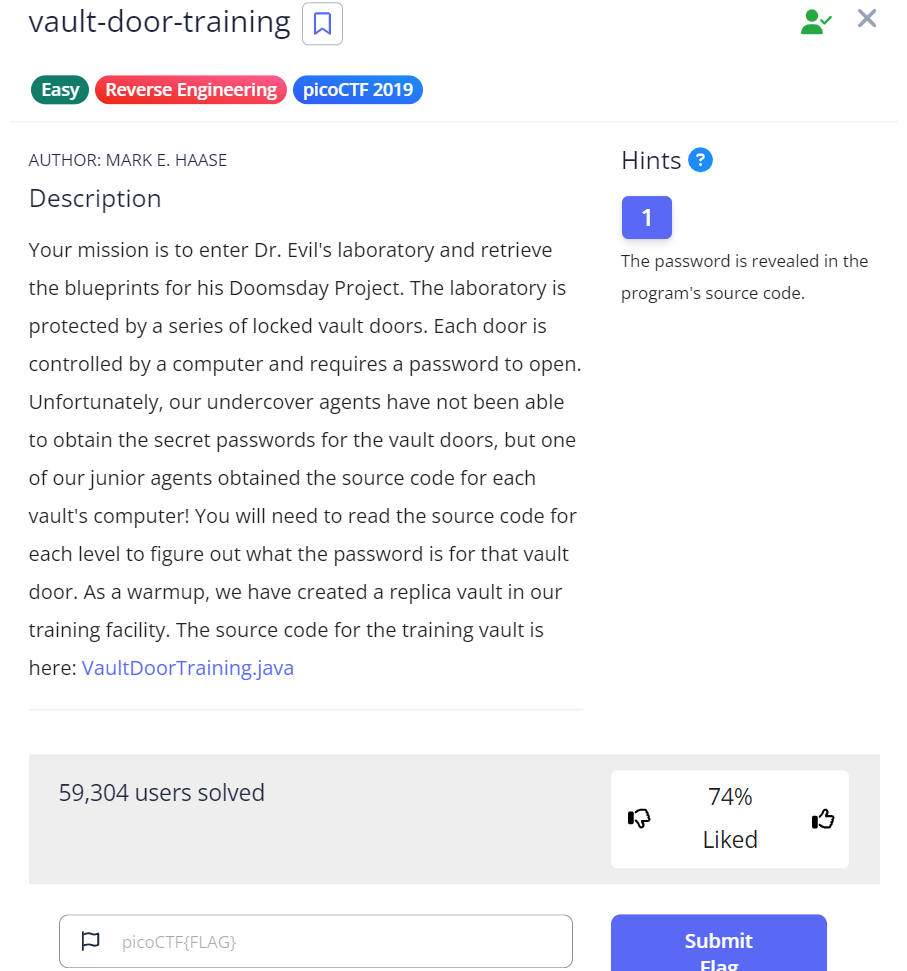 vault-door-training
Easy Reverse Engineering picoCTF 2019
AUTHOR: MARK E. HAASE
Description
Your mission is to enter Dr. Evil's laboratory and retrieve
the blueprints for his Doomsday Project. The laboratory is
protected by a series of locked vault doors. Each door is
controlled by a computer and requires a password to open.
Unfortunately, our undercover agents have not been able
to obtain the secret passwords for the vault doors, but one
of our junior agents obtained the source code for each
vault's computer! You will need to read the source code for
each level to figure out what the password is for that vault
door. As a warmup, we have created a replica vault in our
training facility. The source code for the training vault is
here: VaultDoorTraining.java
Hints ?
1
The password is revealed in the
program's source code.
59,304 users solved
74%
Liked
picoCTF{FLAG}
Submit
Flag